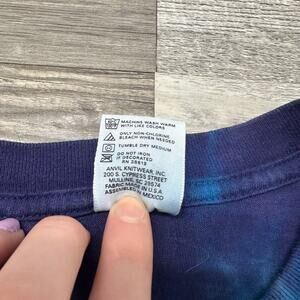 MACHINE WASH WARM
WITH LIKE COLORS
ONLY NON-CHLORINE
BLEACH WHEN NEEDED
TUMBLE DRY MEDIUM
DO NOT IRON
IF DECORATED
RN 38619
ANVIL KNITWEAR, INC
200 S. CYPRESS STREET
MULLINS, SC 29574
FABRIC MADE IN U.S.A.
ASSEMBLED IN MEXICO